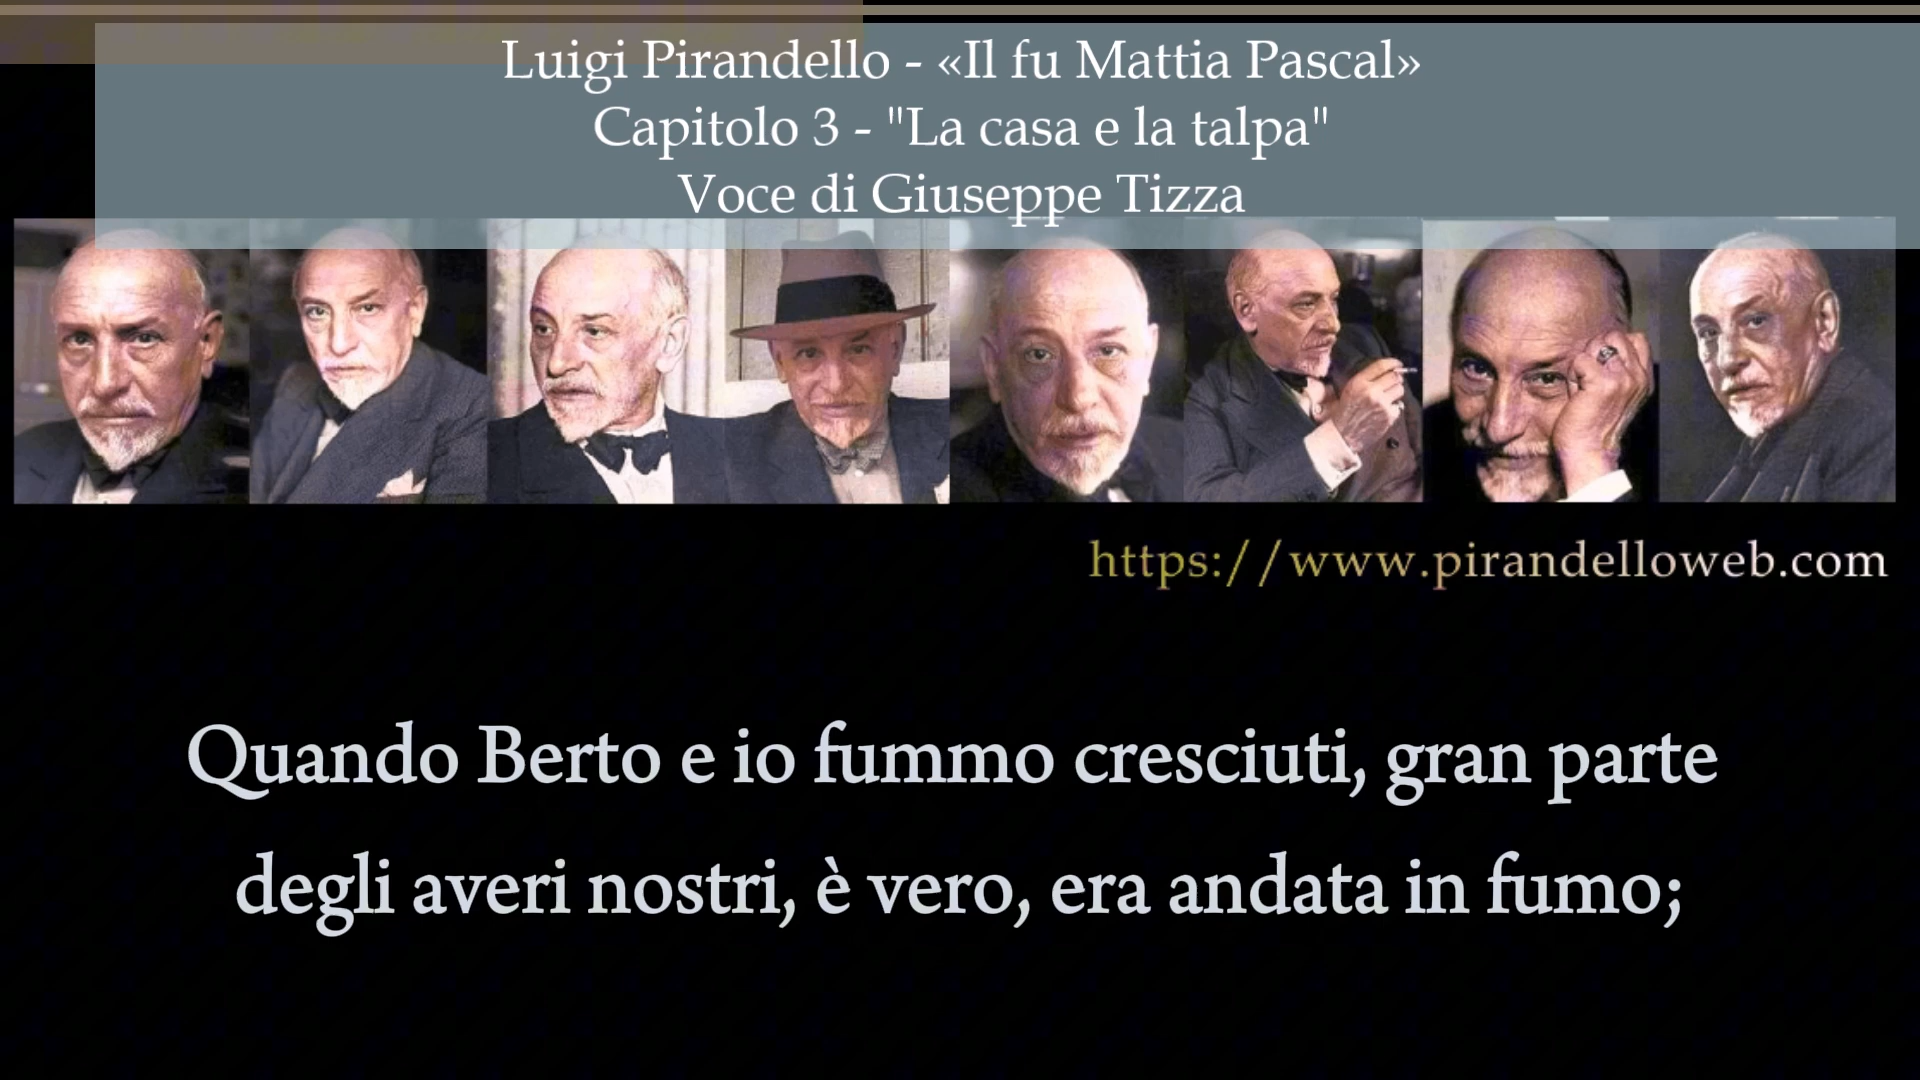 Luigi Pirandello - «Il fu Mattia Pascal»
Capitolo 3 - "La casa e la talpa"
Voce di Giuseppe Tizza
https://www.pirandelloweb.com
Quando Berto e io fummo cresciuti, gran parte
degli averi nostri, è vero, era andata in fumo;